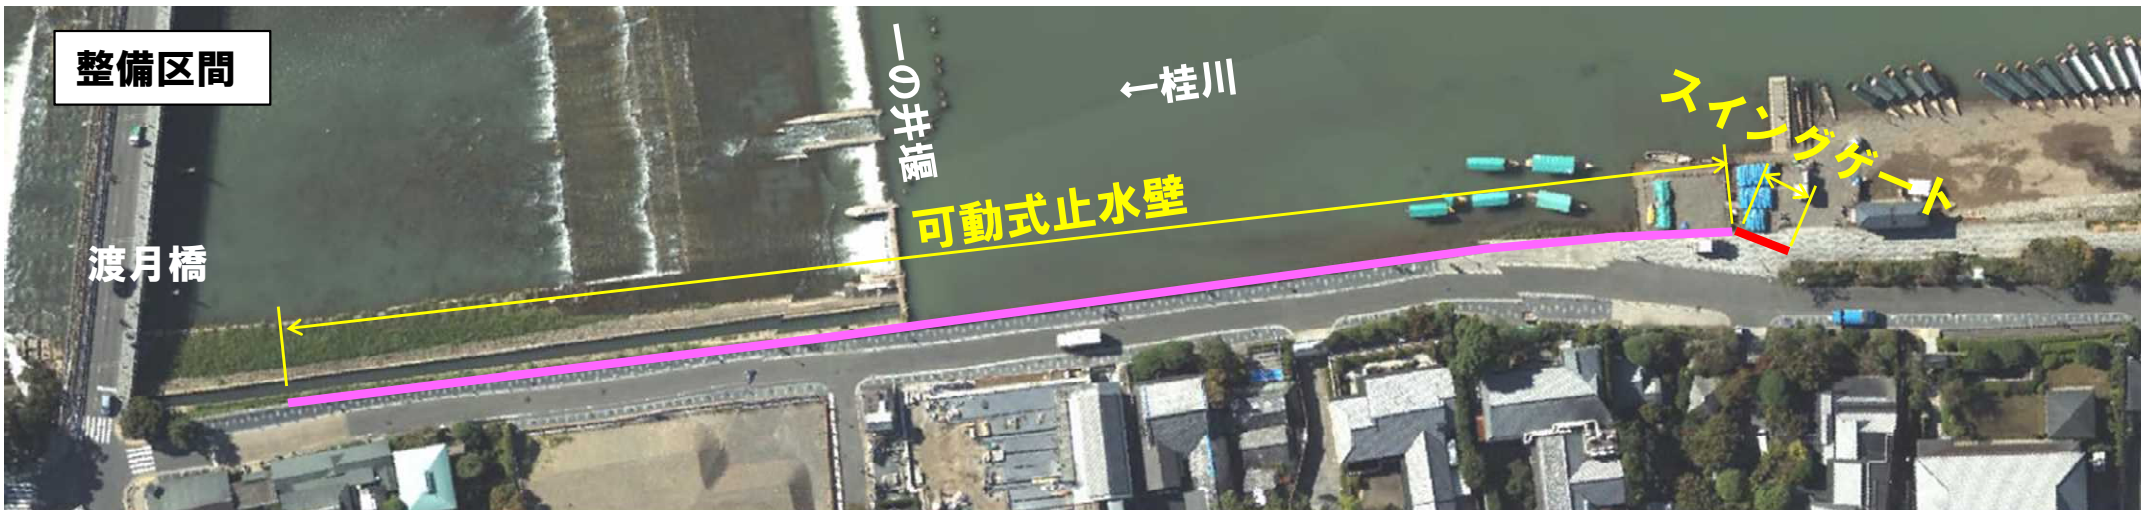 整備区間
一の井堰
←桂川
スイングゲート
可動式止水壁
渡月橋